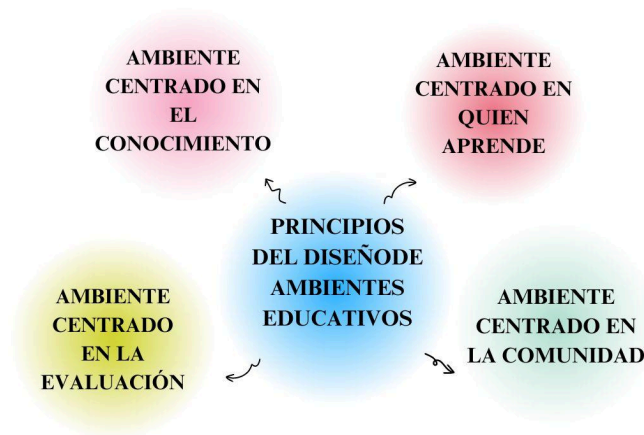 AMBIENTE
CENTRADO EN
EL
CONOCIMIENTO
AMBIENTE
CENTRADO EN
QUIEN
APRENDE
PRINCIPIOS
DEL DISEÑODE
AMBIENTES
EDUCATIVOS
AMBIENTE
CENTRADO
EN LA
EVALUACIÓN
AMBIENTE
CENTRADO EN
LA COMUNIDAD